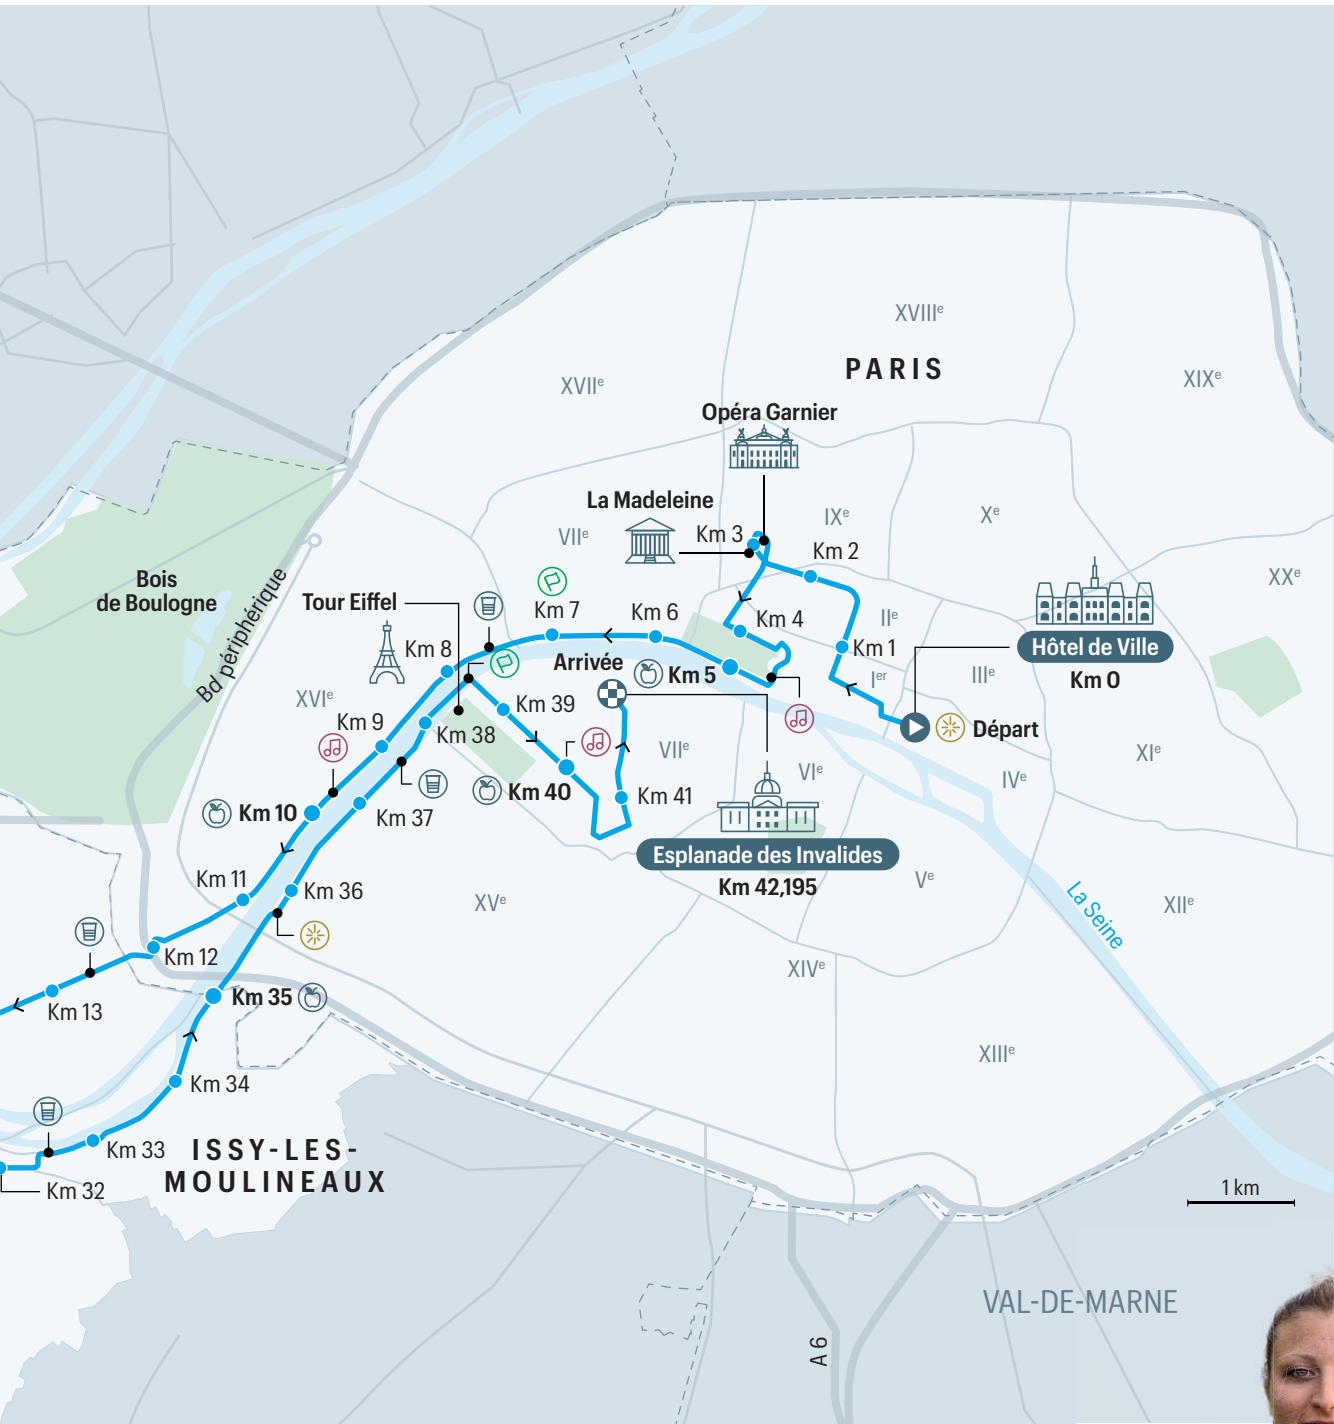 XVIIIe
PARIS
XVIIe
XIXe
Opéra Garnier
La Madeleine
Km 3
IXe
Xe
VIIe
Km 2
XXe
Bois
de Boulogne
Bd périphérique
Tour Eiffel
Km 7
Km 6
Km 4
IIe
Km 8
Arrivée
Km 5
Km 1
Hôtel de Ville
Km 0
Ier
IIIe
XVIe
Km 39
Km 9
Km 38
VIIe
Départ
XIe
VIe
IVe
Km 10
Km 40
Km 41
Km 37
Esplanade des Invalides
Km 42,195
Km 11
Km 36
XVe
Ve
La Seine
XIIe
Km 12
XIVe
Km 13
Km 35
XIIIe
Km 34
Km 33
ISSY-LES-
MOULINEAUX
Km 32
1 km
VAL-DE-MARNE
A 6